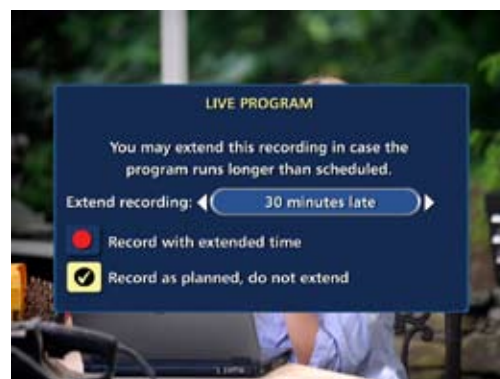 LIVE PROGRAM
You may extend this recording in case the
program runs longer than scheduled.
Extend recording: 30 minutes late
Record with extended time
Record as planned, do not extend